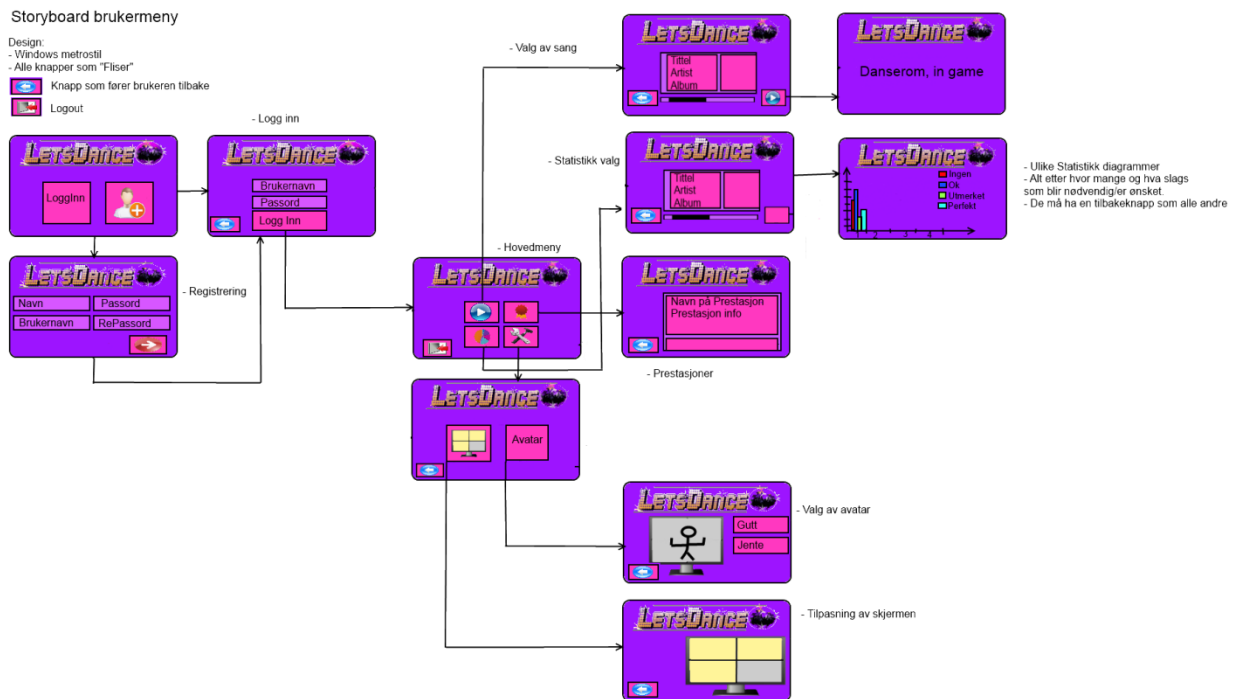 Storyboard brukermeny
Design:
- Windows metrostil
- Alle knapper som "Fliser"
Knapp som fører brukeren tilbake
Logout
LETSDANCE
LoggInn
- Logg inn
LETSDANCE
Brukernavn
Passord
Logg Inn
- Registrering
LETSDANCE
Navn
Passord
Brukernavn
RePassord
- Hovedmeny
LETSDANCE
- Valg av sang
LETSDANCE
Tittel
Artist
Album
LETSDANCE
Danserom, in game
- Statistikk valg
LETSDANCE
Tittel
Artist
Album
LETSDANCE
Ingen
Ok
Utmerket
Perfekt
1 2 3 4
- Ulike Statistikk diagrammer
- Alt etter hvor mange og hva slags
som blir nødvendig/er ønsket.
- De må ha en tilbakeknapp som alle andre
LETSDANCE
Navn på Prestasjon
Prestasjon info
- Prestasjoner
LETSDANCE
Avatar
LETSDANCE
Gutt
Jente
- Valg av avatar
LETSDANCE
- Tilpasning av skjermen